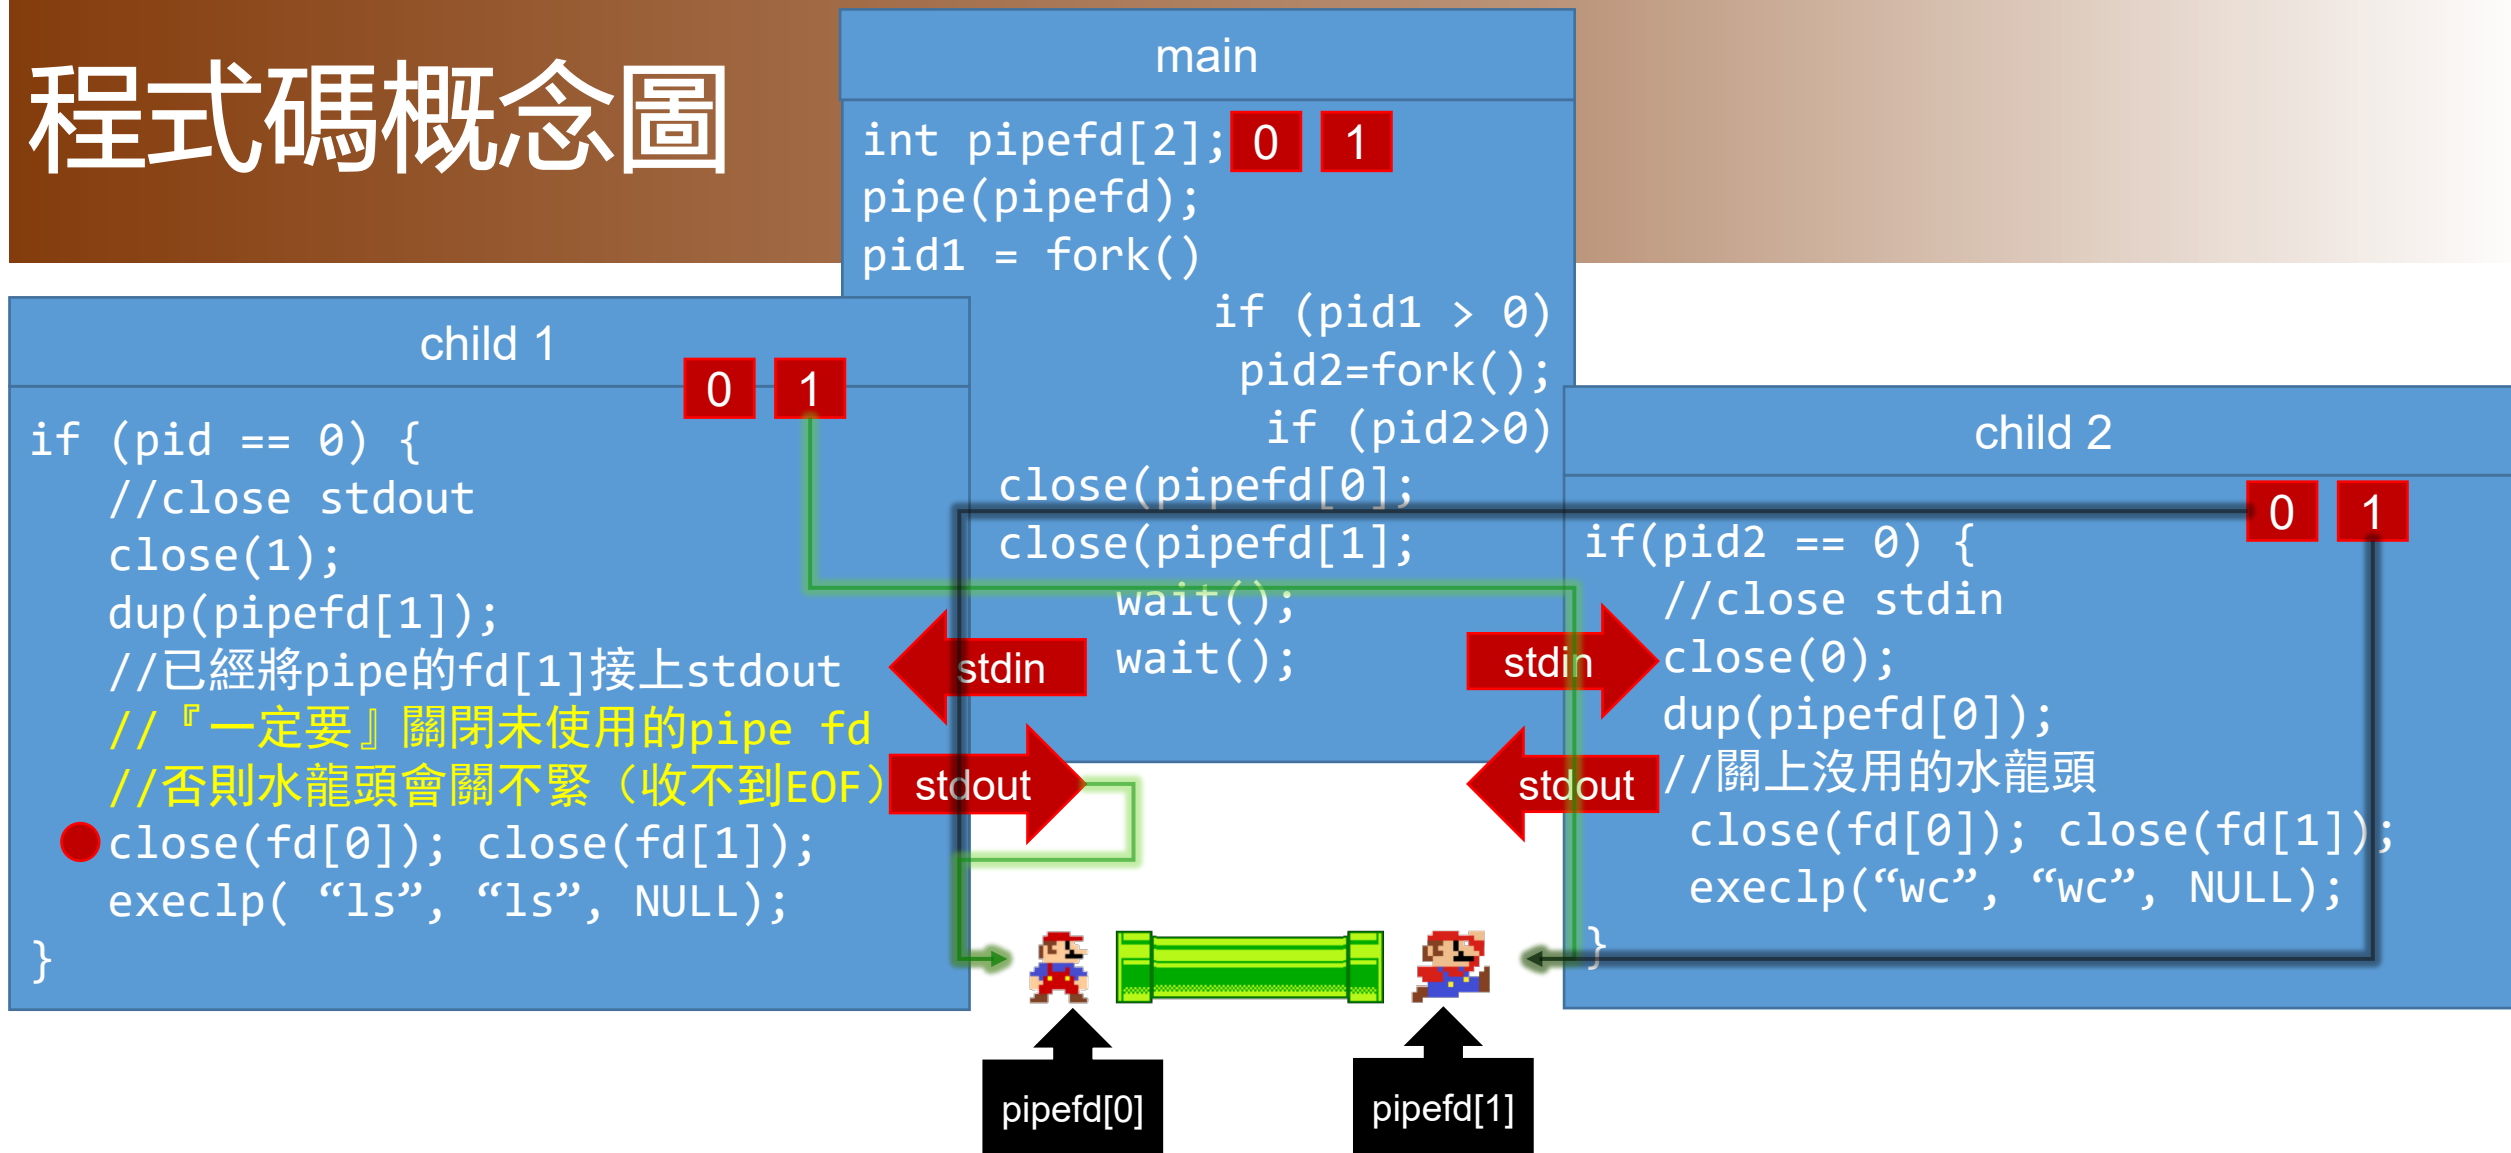 程式碼概念圖
main
int pipefd[2];
0 1
pipe(pipefd);
pid1 = fork()
if (pid1 > 0)
pid2=fork();
if (pid2>0)
close(pipefd[0];
close(pipefd[1];
wait();
wait();
child 1
0 1
if (pid == 0) {
//close stdout
close(1);
dup(pipefd[1]);
//已經將pipe的fd[1]接上stdout
//『一定要』關閉未使用的pipe fd
//否則水龍頭會關不緊（收不到EOF）
close(fd[0]); close(fd[1]);
execlp( “ls”, “ls”, NULL);
}
stdin
stdout
child 2
0 1
if(pid2 == 0) {
//close stdin
close(0);
dup(pipefd[0]);
//關上沒用的水龍頭
close(fd[0]); close(fd[1]);
execlp(“wc”, “wc”, NULL);
}
stdin
stdout
pipefd[0]
pipefd[1]